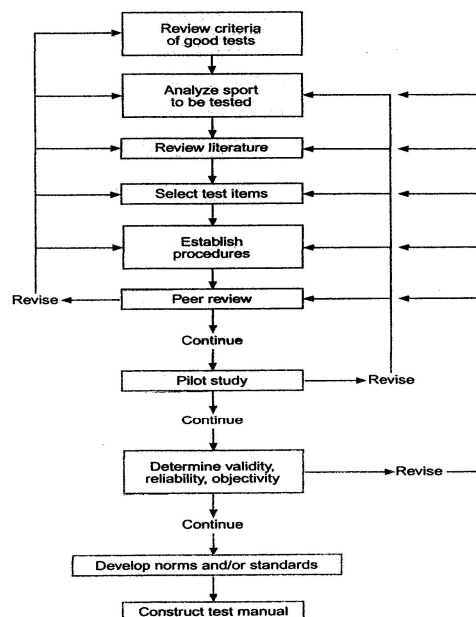 Review criteria
of good tests
Analyze sport
to be tested
Review literature
Select test items
Establish
procedures
Revise
Peer review
Continue
Pilot study
Revise
Continue
Determine validity,
reliability, objectivity
Revise
Continue
Develop norms and/or standards
Construct test manual